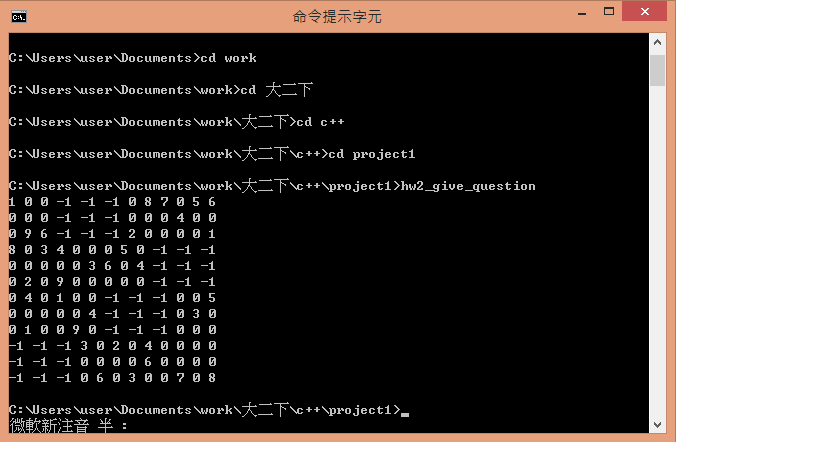 命令提示字元
C:\Users\user\Documents>cd work
C:\Users\user\Documents\work>cd 大二下
C:\Users\user\Documents\work\大二下>cd c++
C:\Users\user\Documents\work\大二下\c++>cd project1
C:\Users\user\Documents\work\大二下\c++\project1>hw2_give_question
1 0 0 -1 -1 -1 0 8 7 0 5 6
0 0 0 -1 -1 -1 0 0 0 4 0 0
0 9 6 -1 -1 -1 2 0 0 0 0 1
8 0 3 4 0 0 0 5 0 -1 -1 -1
0 0 0 0 0 3 6 0 4 -1 -1 -1
0 2 0 9 0 0 0 0 0 -1 -1 -1
0 4 0 1 0 0 -1 -1 -1 0 0 5
0 0 0 0 0 4 -1 -1 -1 0 3 0
0 1 0 0 9 0 -1 -1 -1 0 0 0
-1 -1 -1 3 0 2 0 4 0 0 0 0
-1 -1 -1 0 0 0 0 6 0 0 0 0
-1 -1 -1 0 6 0 3 0 0 7 0 8
C:\Users\user\Documents\work\大二下\c++\project1>
微軟新注音 半 :